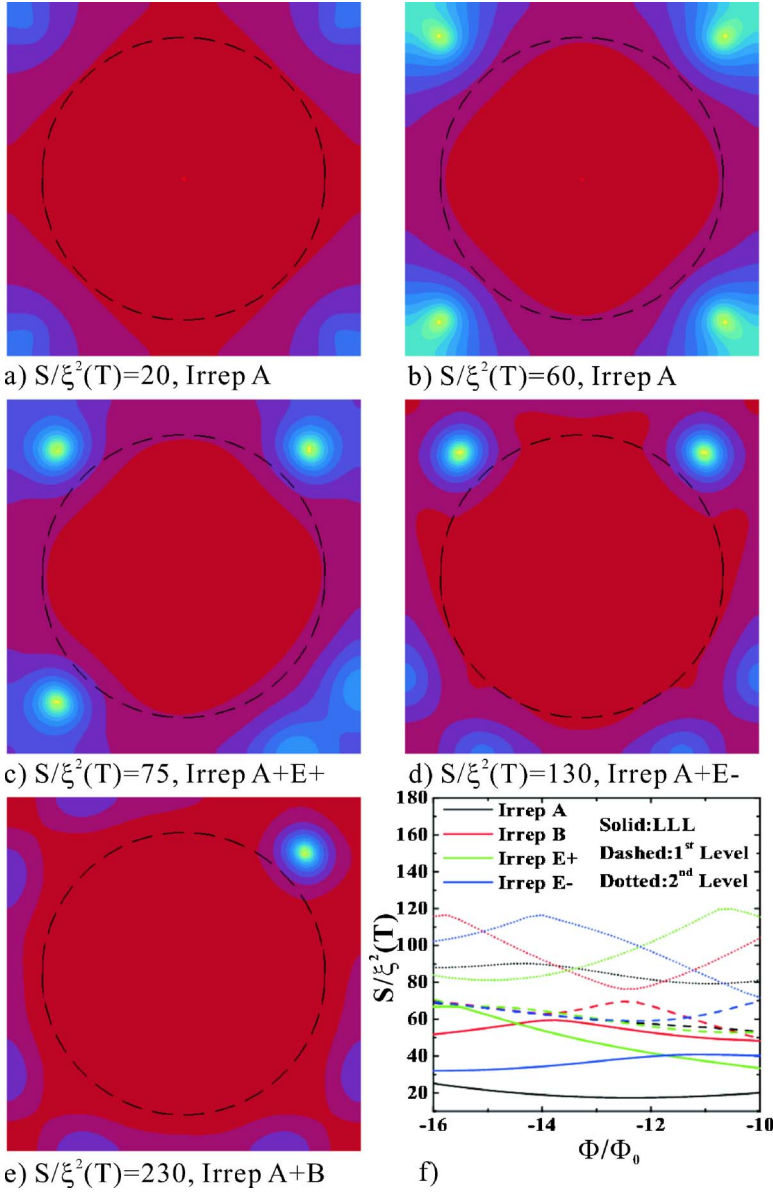 a) S/ξ²(T)=20, Irrep A
b) S/ξ²(T)=60, Irrep A
c) S/ξ²(T)=75, Irrep A+E+
d) S/ξ²(T)=130, Irrep A+E-
e) S/ξ²(T)=230, Irrep A+B
S/ξ²(T)
180
160
140
120
100
80
60
40
20
Irrep A
Irrep B
Irrep E+
Irrep E-
Solid:LLL
Dashed:1st Level
Dotted:2nd Level
-16
-14
-12
-10
Φ/Φ₀
f)